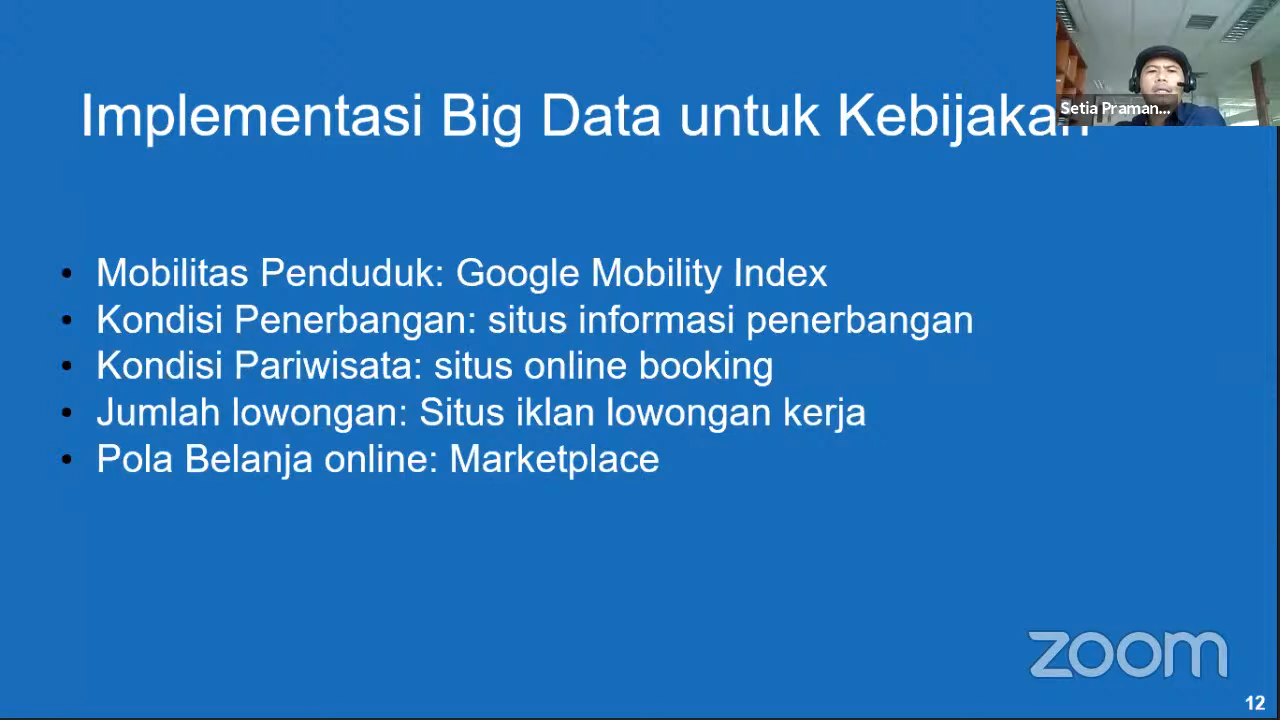 Implementasi Big Data untuk Kebijakan
Setia Praman...
• Mobilitas Penduduk: Google Mobility Index
• Kondisi Penerbangan: situs informasi penerbangan
• Kondisi Pariwisata: situs online booking
• Jumlah lowongan: Situs iklan lowongan kerja
• Pola Belanja online: Marketplace
zoom
12